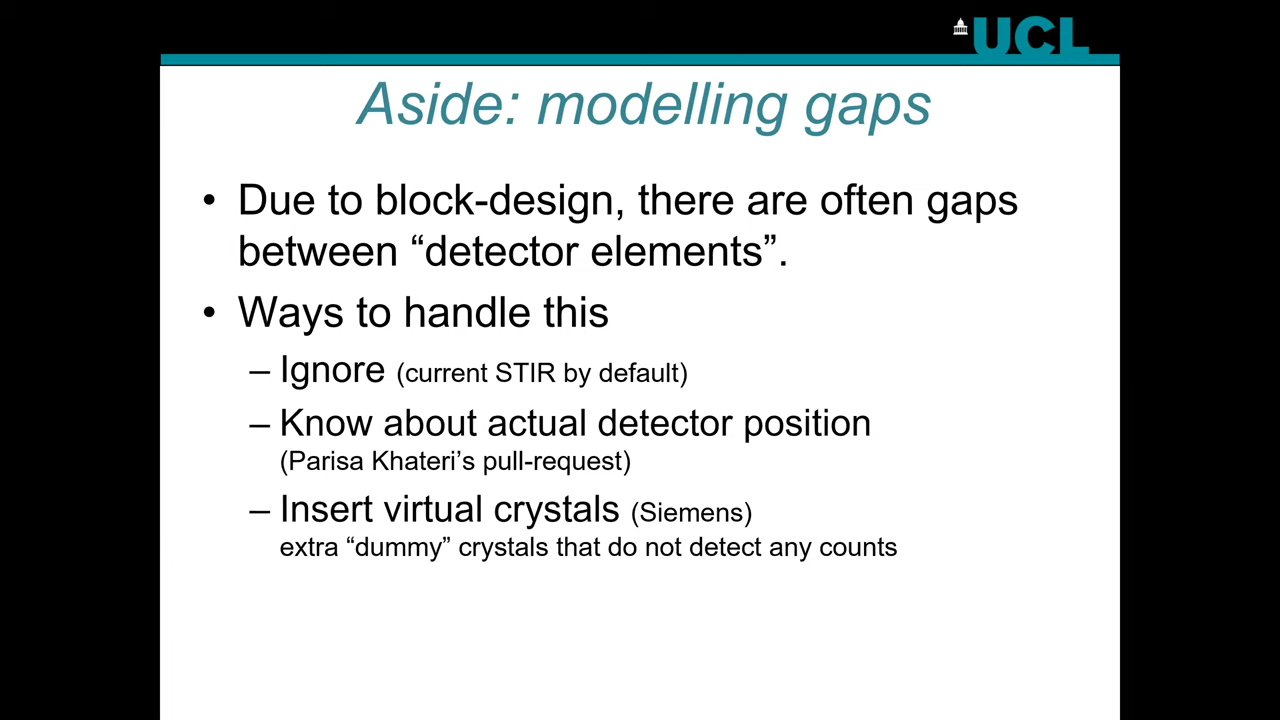 UCL
Aside: modelling gaps
• Due to block-design, there are often gaps
between “detector elements”.
• Ways to handle this
– Ignore (current STIR by default)
– Know about actual detector position
(Parisa Khateri’s pull-request)
– Insert virtual crystals (Siemens)
extra “dummy” crystals that do not detect any counts